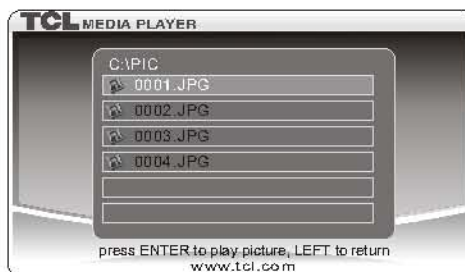 TCL MEDIA PLAYER
C:\PIC
0001.JPG
0002.JPG
0003.JPG
0004.JPG
press ENTER to play picture, LEFT to return
www.tcl.com